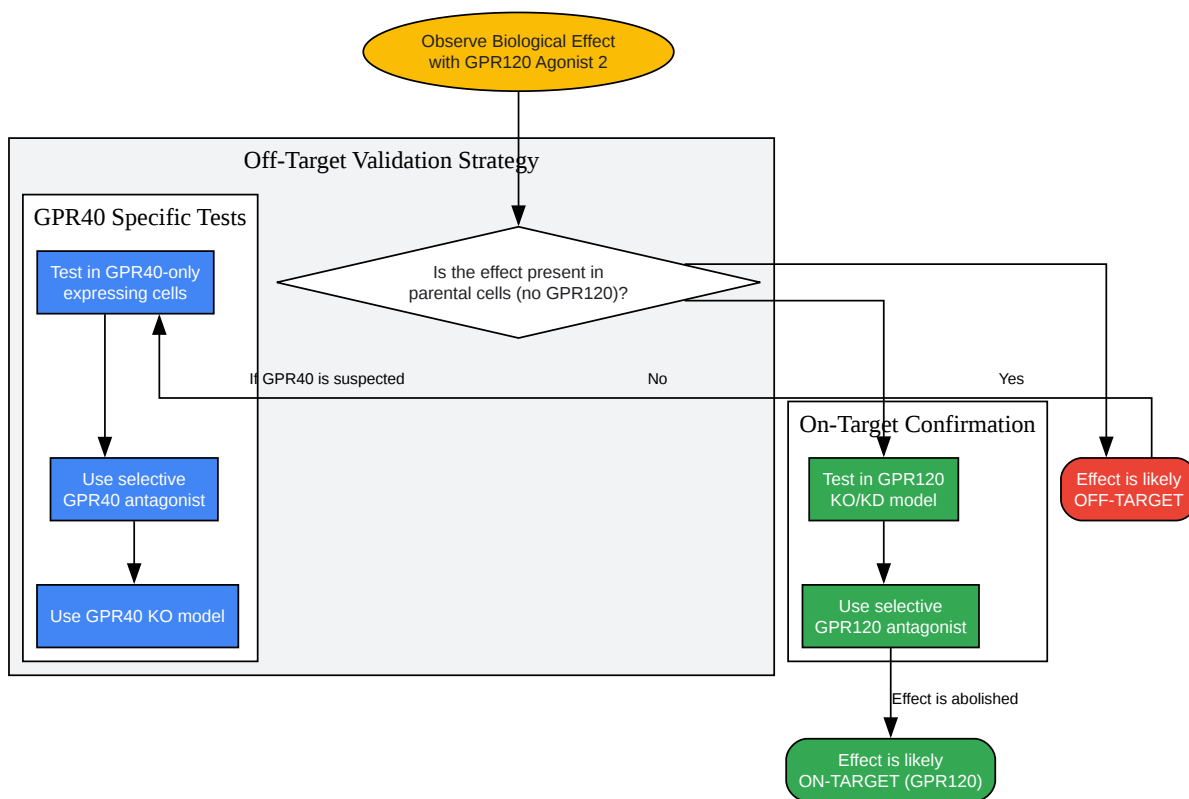 Observe Biological Effect
with GPR120 Agonist 2
Off-Target Validation Strategy
GPR40 Specific Tests
Test in GPR40-only
expressing cells
Is the effect present in
parental cells (no GPR120)?
If GPR40 is suspected
No
Yes
On-Target Confirmation
Use selective
GPR40 antagonist
Test in GPR120
KO/KD model
Effect is likely
OFF-TARGET
Use GPR40 KO model
Use selective
GPR120 antagonist
Effect is abolished
Effect is likely
ON-TARGET (GPR120)